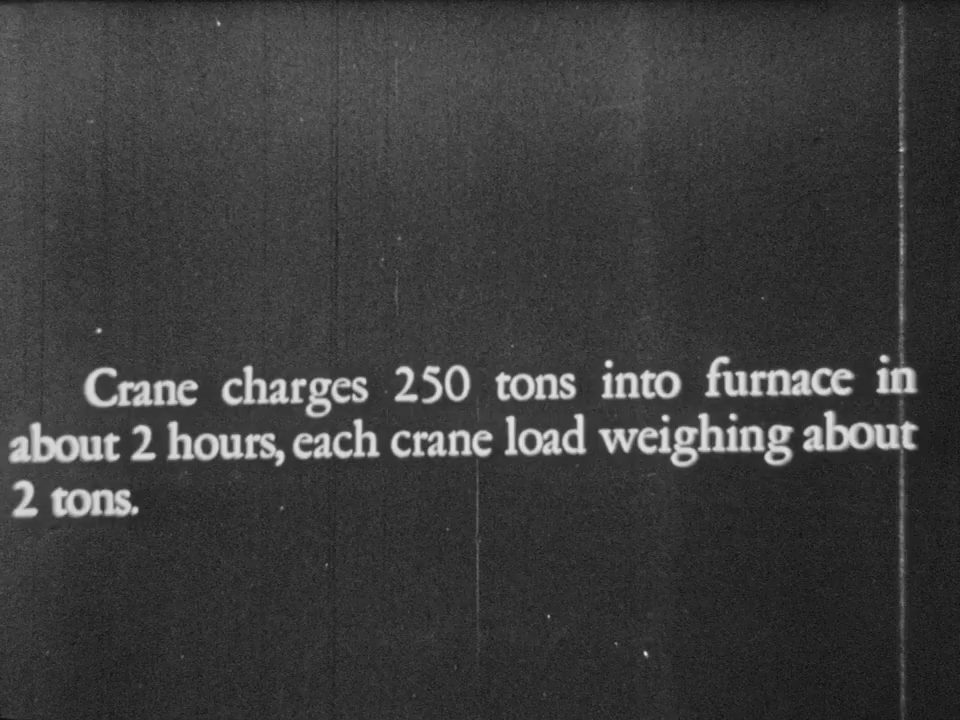 Crane charges 250 tons into furnace in
about 2 hours, each crane load weighing about
2 tons.